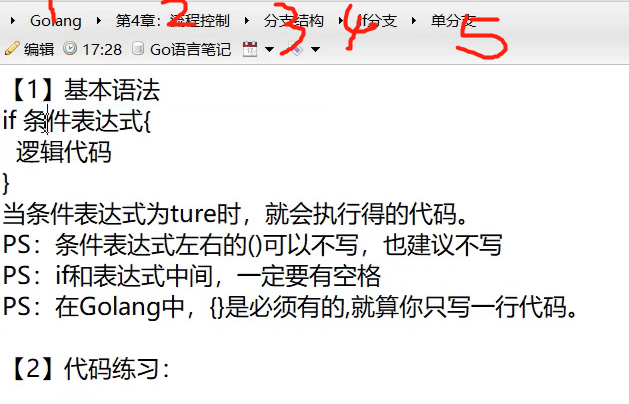 1 2 3 4 5
Golang 第4章：流程控制 分支结构 if分支 单分支
编辑 17:28 Go语言笔记
【1】基本语法
if 条件表达式{
逻辑代码
}
当条件表达式为ture时，就会执行得的代码。
PS：条件表达式左右的()可以不写，也建议不写
PS：if和表达式中间，一定要有空格
PS：在Golang中，{}是必须有的,就算你只写一行代码。
【2】代码练习：